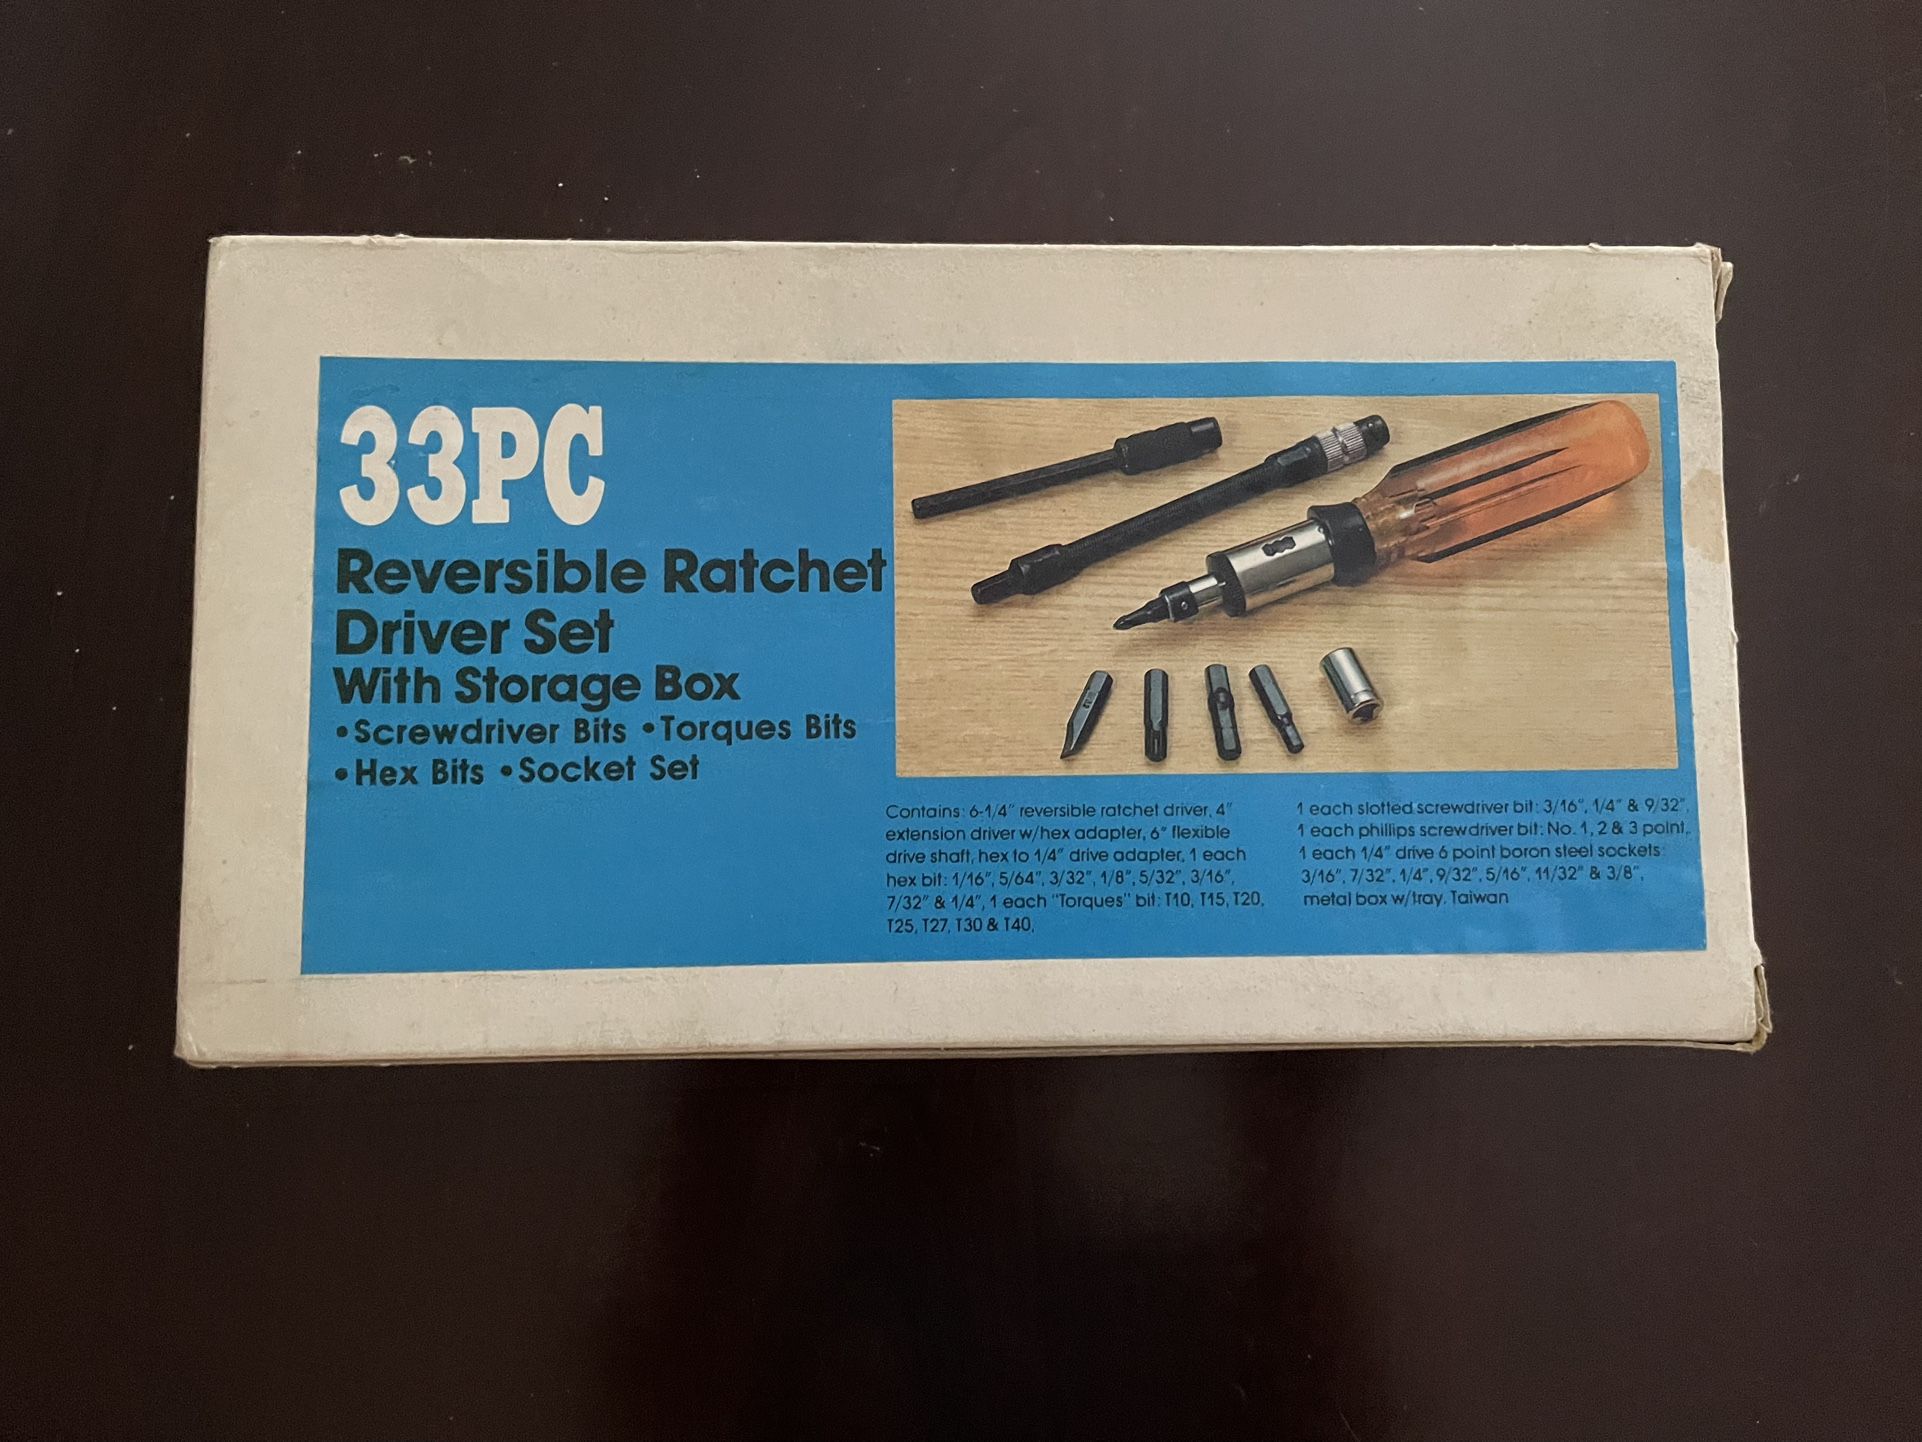 33PC
Reversible Ratchet
Driver Set
With Storage Box
•Screwdriver Bits •Torques Bits
•Hex Bits •Socket Set
Contains: 6-1/4" reversible ratchet driver, 4"
extension driver w/hex adapter, 6" flexible
drive shaft, hex to 1/4" drive adapter, 1 each
hex bit: 1/16", 5/64", 3/32", 1/8", 5/32", 3/16",
7/32" & 1/4", 1 each "Torques" bit: T10, T15, T20,
T25, T27, T30 & T40,
1 each slotted screwdriver bit: 3/16", 1/4" & 9/32",
1 each phillips screwdriver bit: No. 1, 2 & 3 point,
1 each 1/4" drive 6 point boron steel sockets:
3/16", 7/32", 1/4", 9/32", 5/16", 11/32" & 3/8",
metal box w/tray. Taiwan